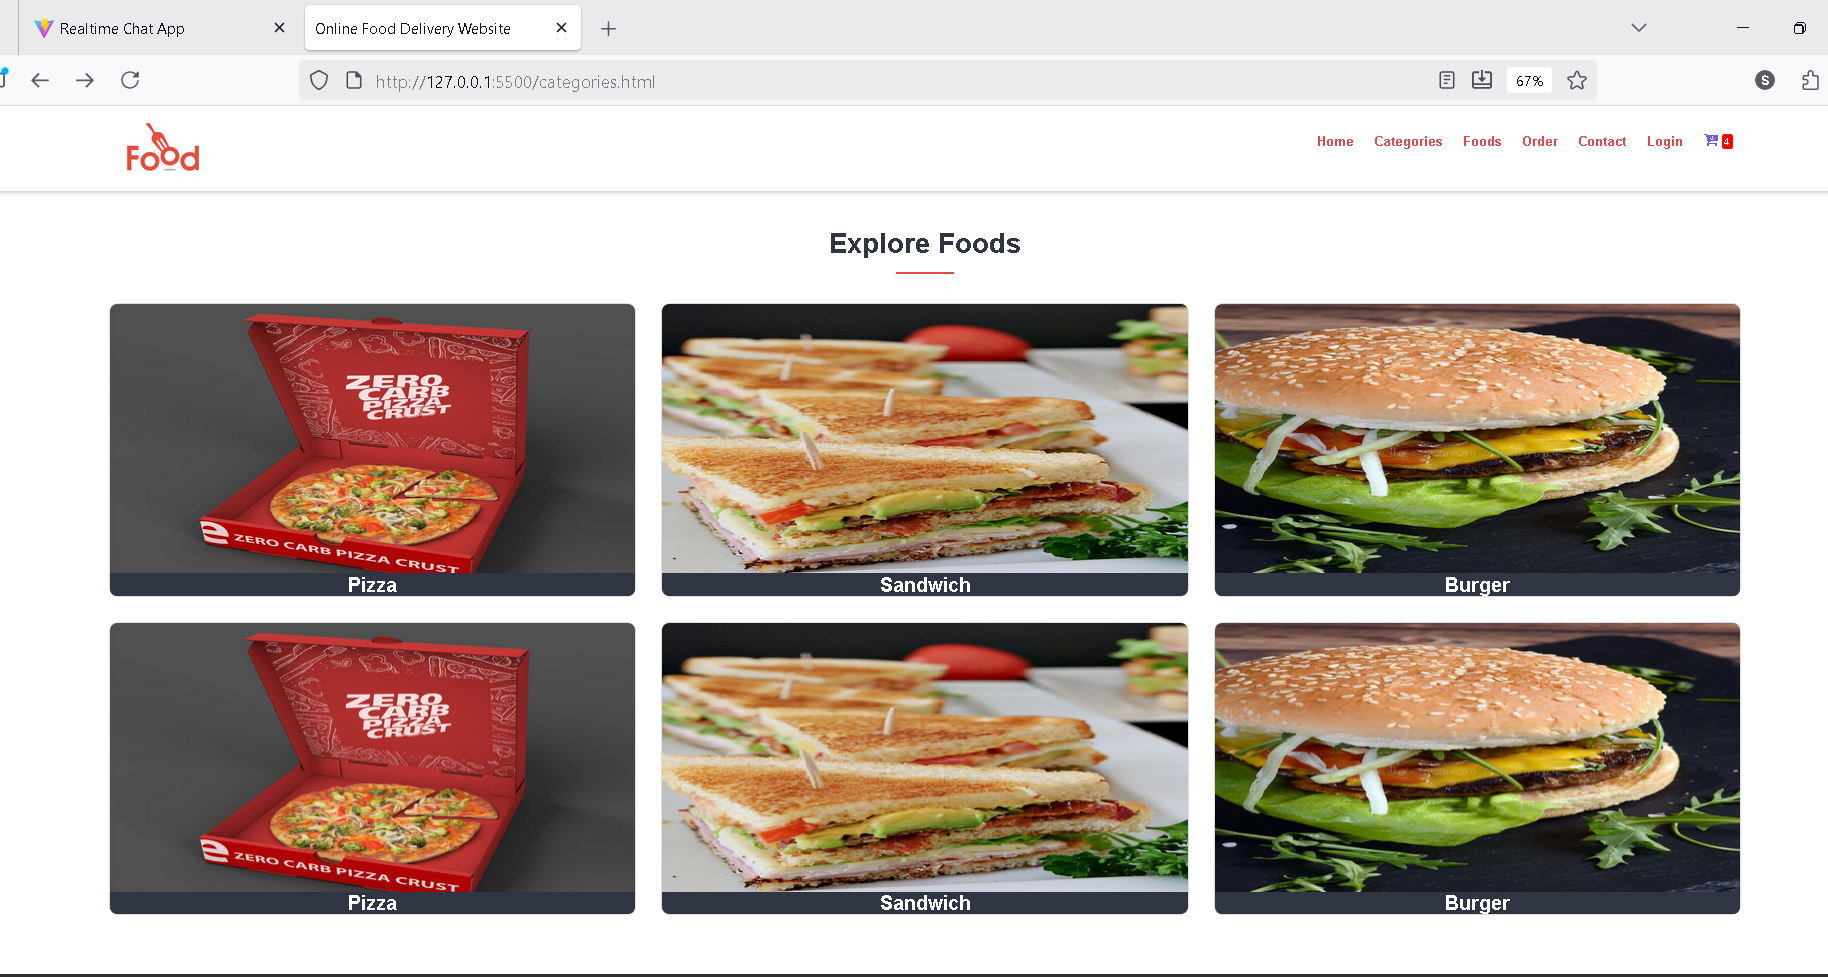 Realtime Chat App
Online Food Delivery Website
http://127.0.0.1:5500/categories.html
67%
S
Food
Home Categories Foods Order Contact Login 4
Explore Foods
ZERO
CARB
PIZZA
CRUST
ZERO CARB PIZZA CRUST
Pizza
Sandwich
Burger
ZERO
CARB
PIZZA
CRUST
ZERO CARB PIZZA CRUST
Pizza
Sandwich
Burger